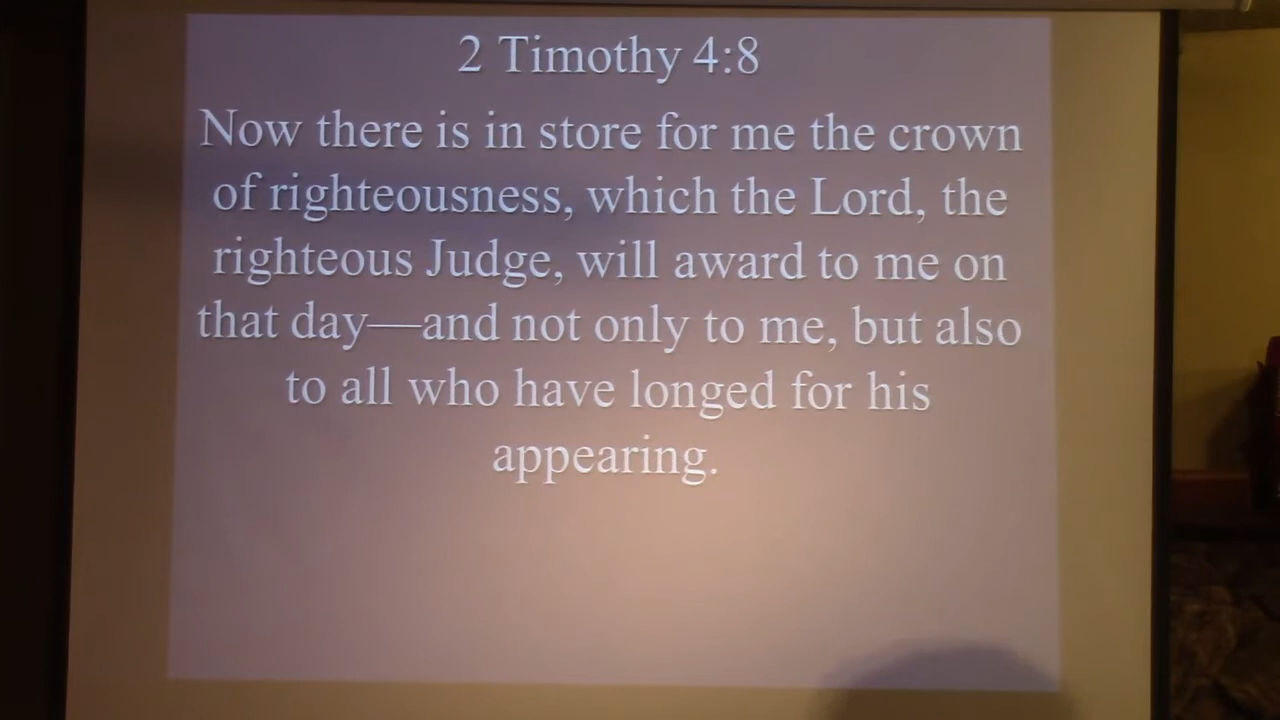 2 Timothy 4:8
Now there is in store for me the crown
of righteousness, which the Lord, the
righteous Judge, will award to me on
that day—and not only to me, but also
to all who have longed for his
appearing.